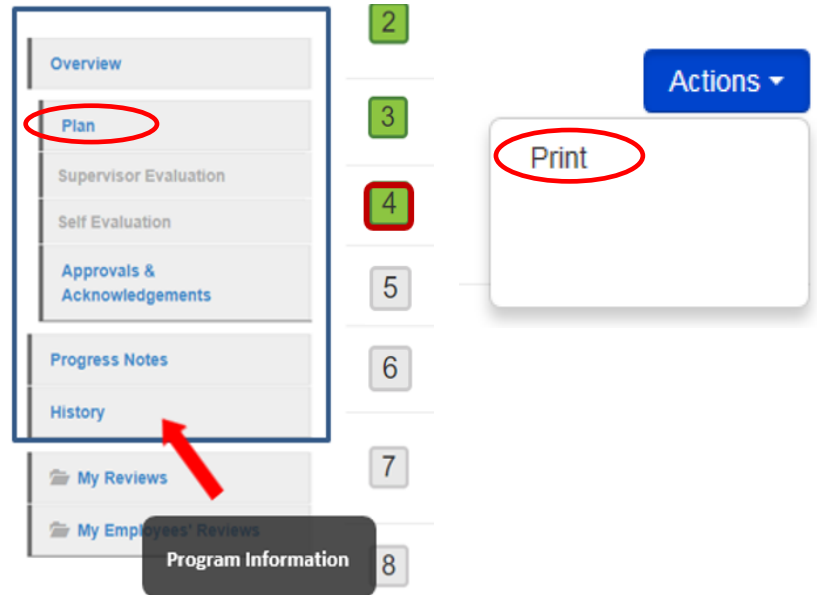 Overview
Plan
Supervisor Evaluation
Self Evaluation
Approvals &
Acknowledgements
Progress Notes
History
My Reviews
My Employees' Reviews
Program Information
2
3
4
5
6
7
8
Actions
Print